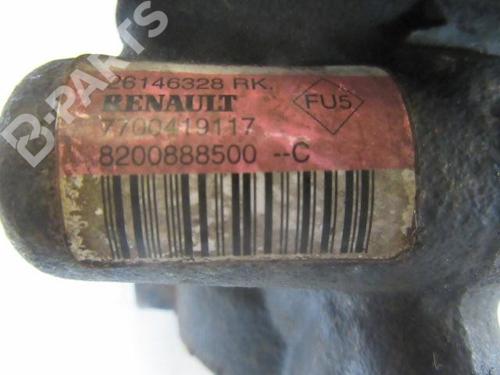 B-PARTS
26146328 RK.
RENAULT
FU5
7700419117
8200888500 --C